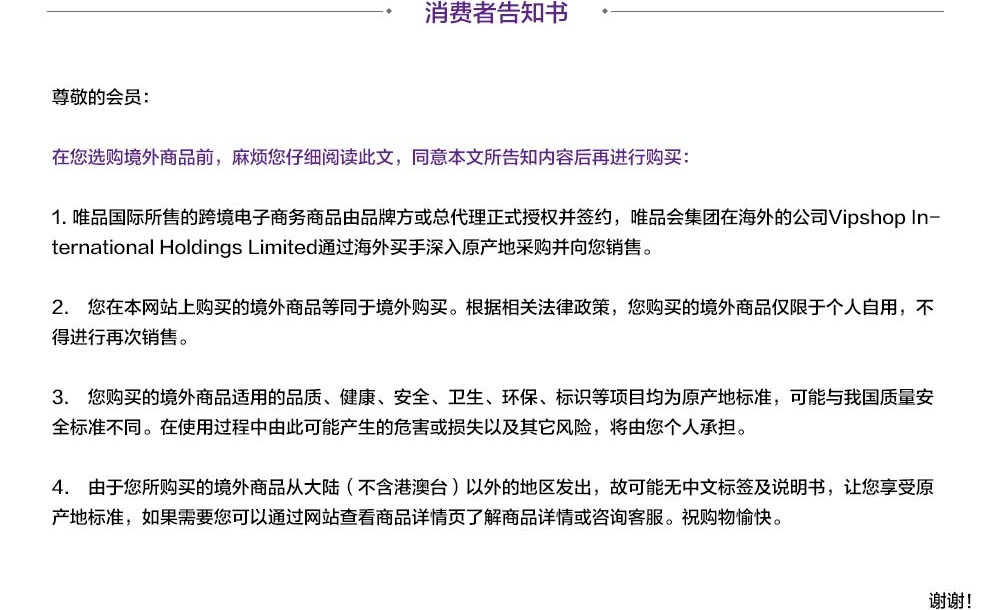 消费者告知书
尊敬的会员：
在您选购境外商品前，麻烦您仔细阅读此文，同意本文所告知内容后再进行购买：
1. 唯品国际所售的跨境电子商务商品由品牌方或总代理正式授权并签约，唯品会集团在海外的公司Vipshop In-
ternational Holdings Limited通过海外买手深入原产地采购并向您销售。
2. 您在本网站上购买的境外商品等同于境外购买。根据相关法律政策，您购买的境外商品仅限于个人自用，不
得进行再次销售。
3. 您购买的境外商品适用的品质、健康、安全、卫生、环保、标识等项目均为原产地标准，可能与我国质量安
全标准不同。在使用过程中由此可能产生的危害或损失以及其它风险，将由您个人承担。
4. 由于您所购买的境外商品从大陆（不含港澳台）以外的地区发出，故可能无中文标签及说明书，让您享受原
产地标准，如果需要您可以通过网站查看商品详情页了解商品详情或咨询客服。祝购物愉快。
谢谢！